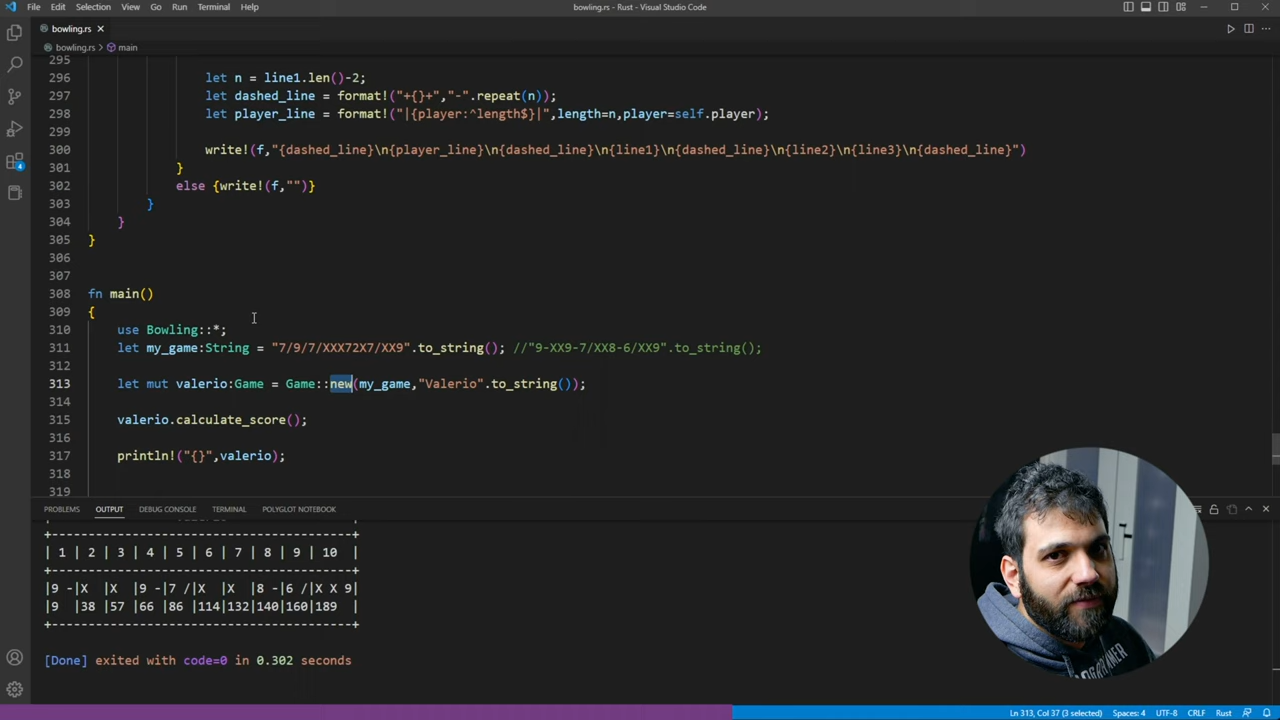 File Edit Selection View Go Run Terminal Help
bowling.rs - Rust - Visual Studio Code
bowling.rs
bowling.rs > main
295
296 let n = line1.len()-2;
297 let dashed_line = format!("+{}+","-".repeat(n));
298 let player_line = format!("|{player:^length$}|",length=n,player=self.player);
299
300 write!(f,"{dashed_line}\n{player_line}\n{dashed_line}\n{line1}\n{dashed_line}\n{line2}\n{line3}\n{dashed_line}")
301 }
302 else {write!(f,"")}
303 }
304 }
305 }
306
307
308 fn main()
309 {
310 use Bowling::*;
311 let my_game:String = "7/9/7/XXX72X7/XX9".to_string(); //"9-XX9-7/XX8-6/XX9".to_string();
312
313 let mut valerio:Game = Game::new(my_game,"Valerio".to_string());
314
315 valerio.calculate_score();
316
317 println!("{}",valerio);
318
319
PROBLEMS OUTPUT DEBUG CONSOLE TERMINAL POLYGLOT NOTEBOOK
+-----------------------------------------+
| 1 | 2 | 3 | 4 | 5 | 6 | 7 | 8 | 9 | 10  |
+-----------------------------------------+
|9 -|X  |X  |9 -|7 /|X  |X  |8 -|6 /|X X 9|
|9  |38 |57 |66 |86 |114|132|140|160|189  
+-----------------------------------------+
[Done] exited with code=0 in 0.302 seconds
4
Ln 313, Col 37 (3 selected) Spaces: 4 UTF-8 CRLF Rust